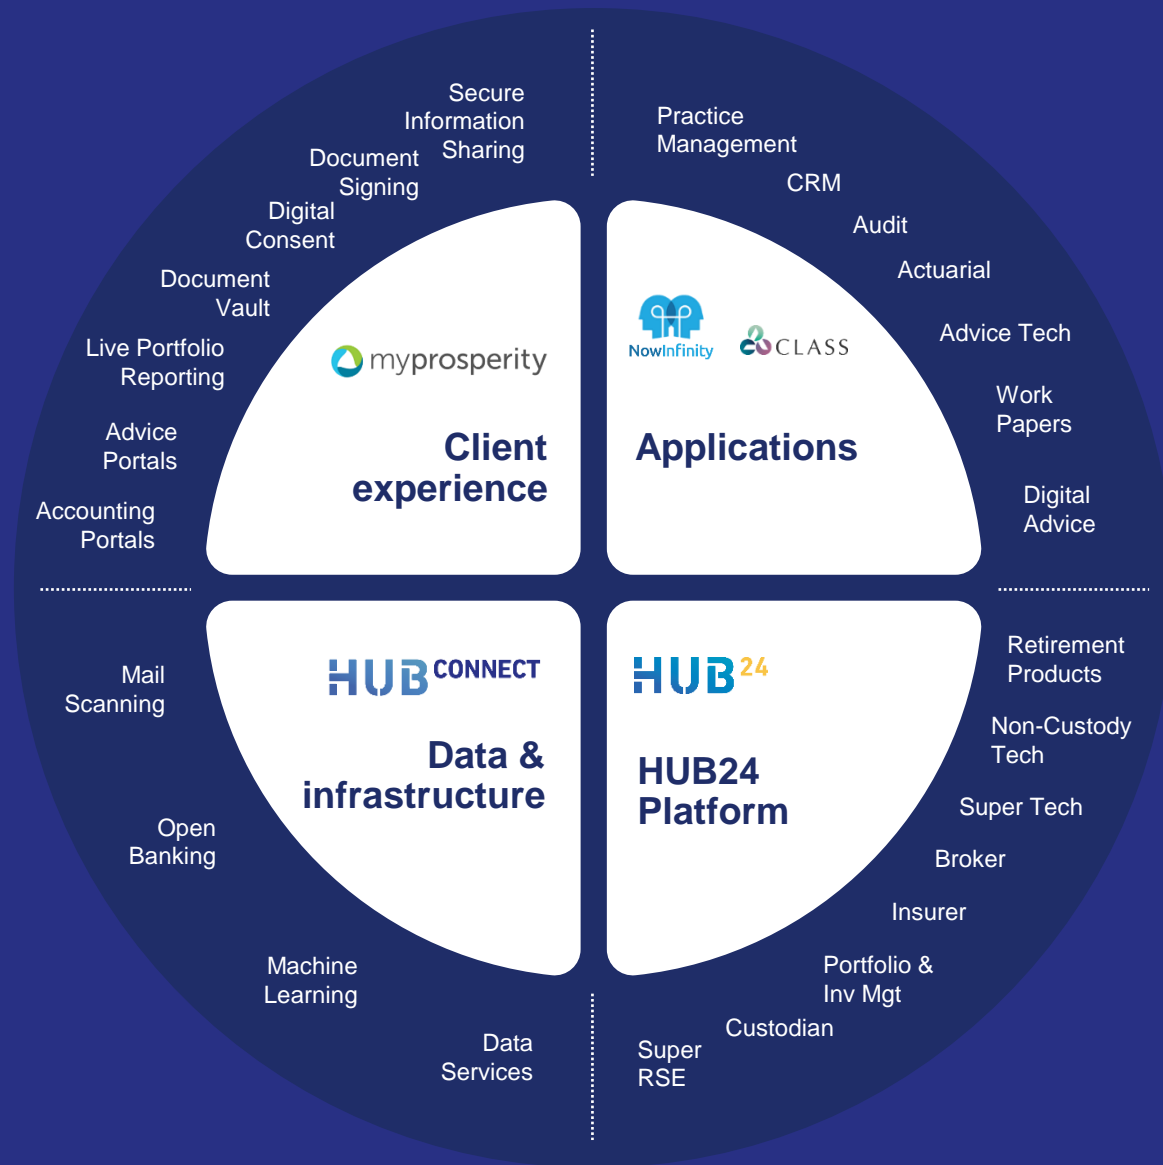 Secure
Information
Sharing
Document
Signing
Digital
Consent
Document
Vault
Live Portfolio
Reporting
Advice
Portals
Accounting
Portals
myprosperity
Client
experience
Practice
Management
CRM
Audit
Actuarial
Advice Tech
Work
Papers
Digital
Advice
NowInfinity
CLASS
Applications
Mail
Scanning
Open
Banking
Machine
Learning
Data
Services
HUB CONNECT
Data &
infrastructure
HUB24
HUB24
Platform
Retirement
Products
Non-Custody
Tech
Super Tech
Broker
Insurer
Portfolio &
Inv Mgt
Custodian
Super
RSE